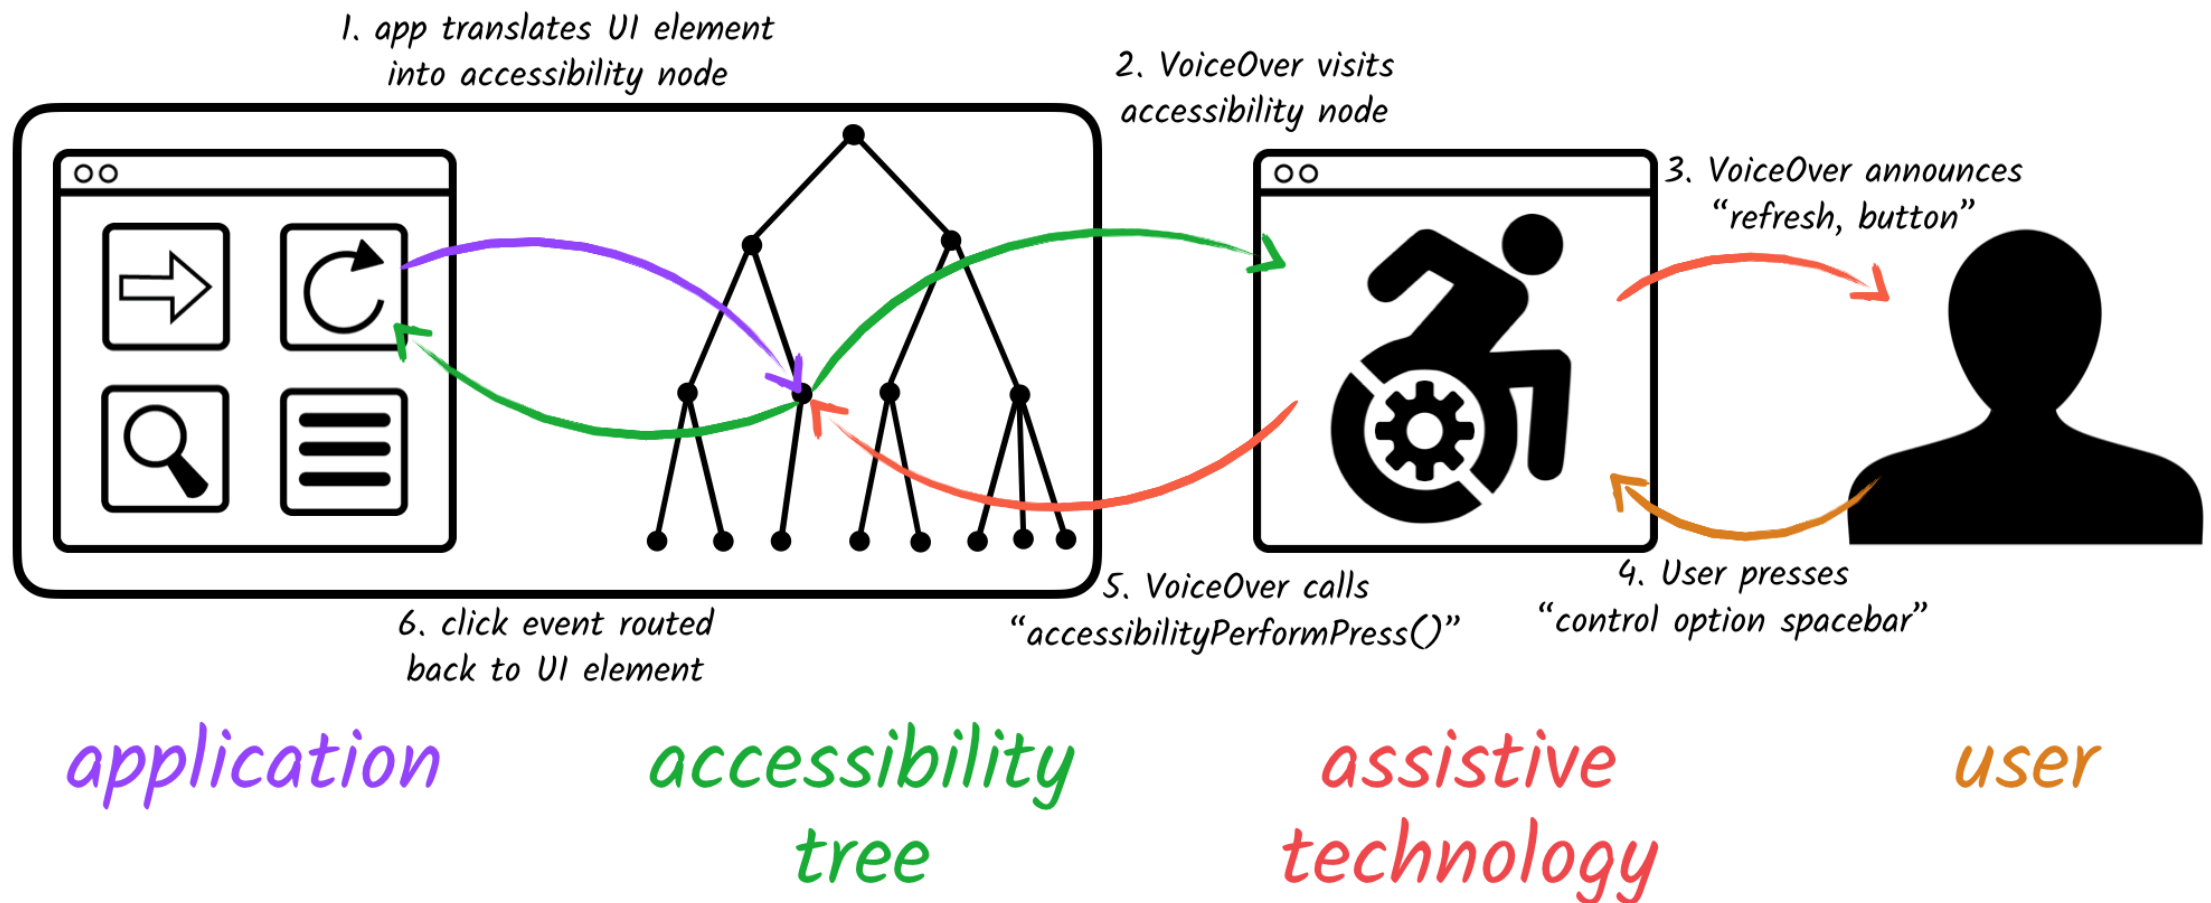 1. app translates UI element
into accessibility node
2. VoiceOver visits
accessibility node
3. VoiceOver announces
“refresh, button”
4. User presses
“control option spacebar”
5. VoiceOver calls
“accessibilityPerformPress()”
6. click event routed
back to UI element
application
accessibility
tree
assistive
technology
user